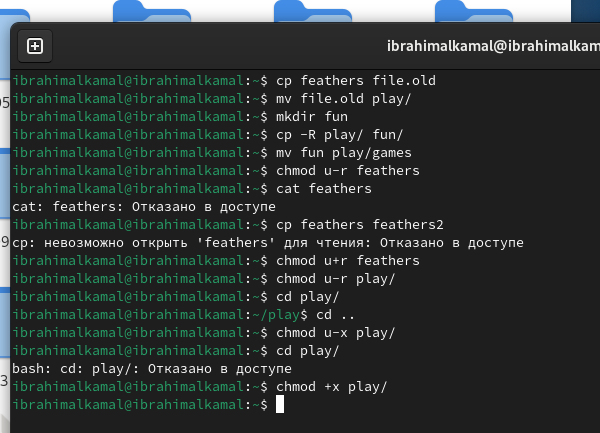 ibrahimalkamal@ibrahimalkam
ibrahimalkamal@ibrahimalkamal:~$ cp feathers file.old
ibrahimalkamal@ibrahimalkamal:~$ mv file.old play/
ibrahimalkamal@ibrahimalkamal:~$ mkdir fun
ibrahimalkamal@ibrahimalkamal:~$ cp -R play/ fun/
ibrahimalkamal@ibrahimalkamal:~$ mv fun play/games
ibrahimalkamal@ibrahimalkamal:~$ chmod u-r feathers
ibrahimalkamal@ibrahimalkamal:~$ cat feathers
cat: feathers: Отказано в доступе
ibrahimalkamal@ibrahimalkamal:~$ cp feathers feathers2
cp: невозможно открыть 'feathers' для чтения: Отказано в доступе
ibrahimalkamal@ibrahimalkamal:~$ chmod u+r feathers
ibrahimalkamal@ibrahimalkamal:~$ chmod u-r play/
ibrahimalkamal@ibrahimalkamal:~$ cd play/
ibrahimalkamal@ibrahimalkamal:~/play$ cd ..
ibrahimalkamal@ibrahimalkamal:~$ chmod u-x play/
ibrahimalkamal@ibrahimalkamal:~$ cd play/
bash: cd: play/: Отказано в доступе
ibrahimalkamal@ibrahimalkamal:~$ chmod +x play/
ibrahimalkamal@ibrahimalkamal:~$